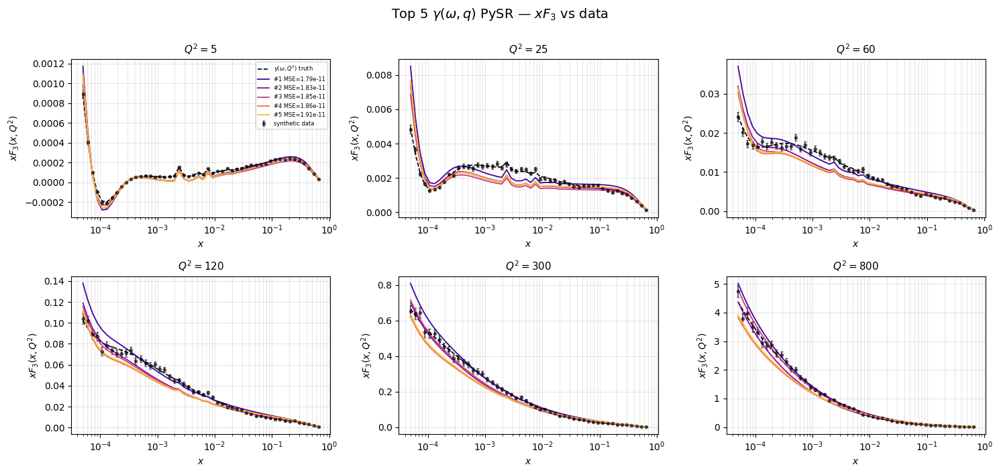 Top 5 γ(ω, q) PySR — xF₃ vs data
Q² = 5
xF₃(x, Q²)
0.0012
0.0010
0.0008
0.0006
0.0004
0.0002
0.0000
−0.0002
10⁻⁴ 10⁻³ 10⁻² 10⁻¹ 10⁰
x
γ(ω, Q²) truth
#1 MSE=1.79e-11
#2 MSE=1.83e-11
#3 MSE=1.85e-11
#4 MSE=1.86e-11
#5 MSE=1.91e-11
synthetic data
Q² = 25
xF₃(x, Q²)
0.008
0.006
0.004
0.002
0.000
10⁻⁴ 10⁻³ 10⁻² 10⁻¹ 10⁰
x
Q² = 60
xF₃(x, Q²)
0.03
0.02
0.01
0.00
10⁻⁴ 10⁻³ 10⁻² 10⁻¹ 10⁰
x
Q² = 120
xF₃(x, Q²)
0.14
0.12
0.10
0.08
0.06
0.04
0.02
0.00
10⁻⁴ 10⁻³ 10⁻² 10⁻¹ 10⁰
x
Q² = 300
xF₃(x, Q²)
0.8
0.6
0.4
0.2
0.0
10⁻⁴ 10⁻³ 10⁻² 10⁻¹ 10⁰
x
Q² = 800
xF₃(x, Q²)
5
4
3
2
1
0
10⁻⁴ 10⁻³ 10⁻² 10⁻¹ 10⁰
x